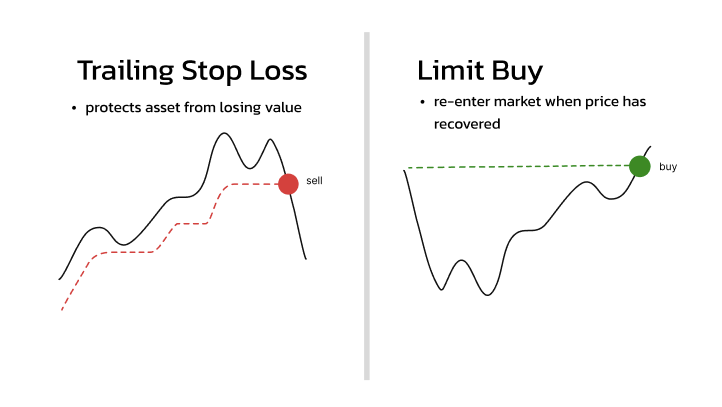 Trailing Stop Loss
• protects asset from losing value
sell
Limit Buy
• re-enter market when price has
recovered
buy